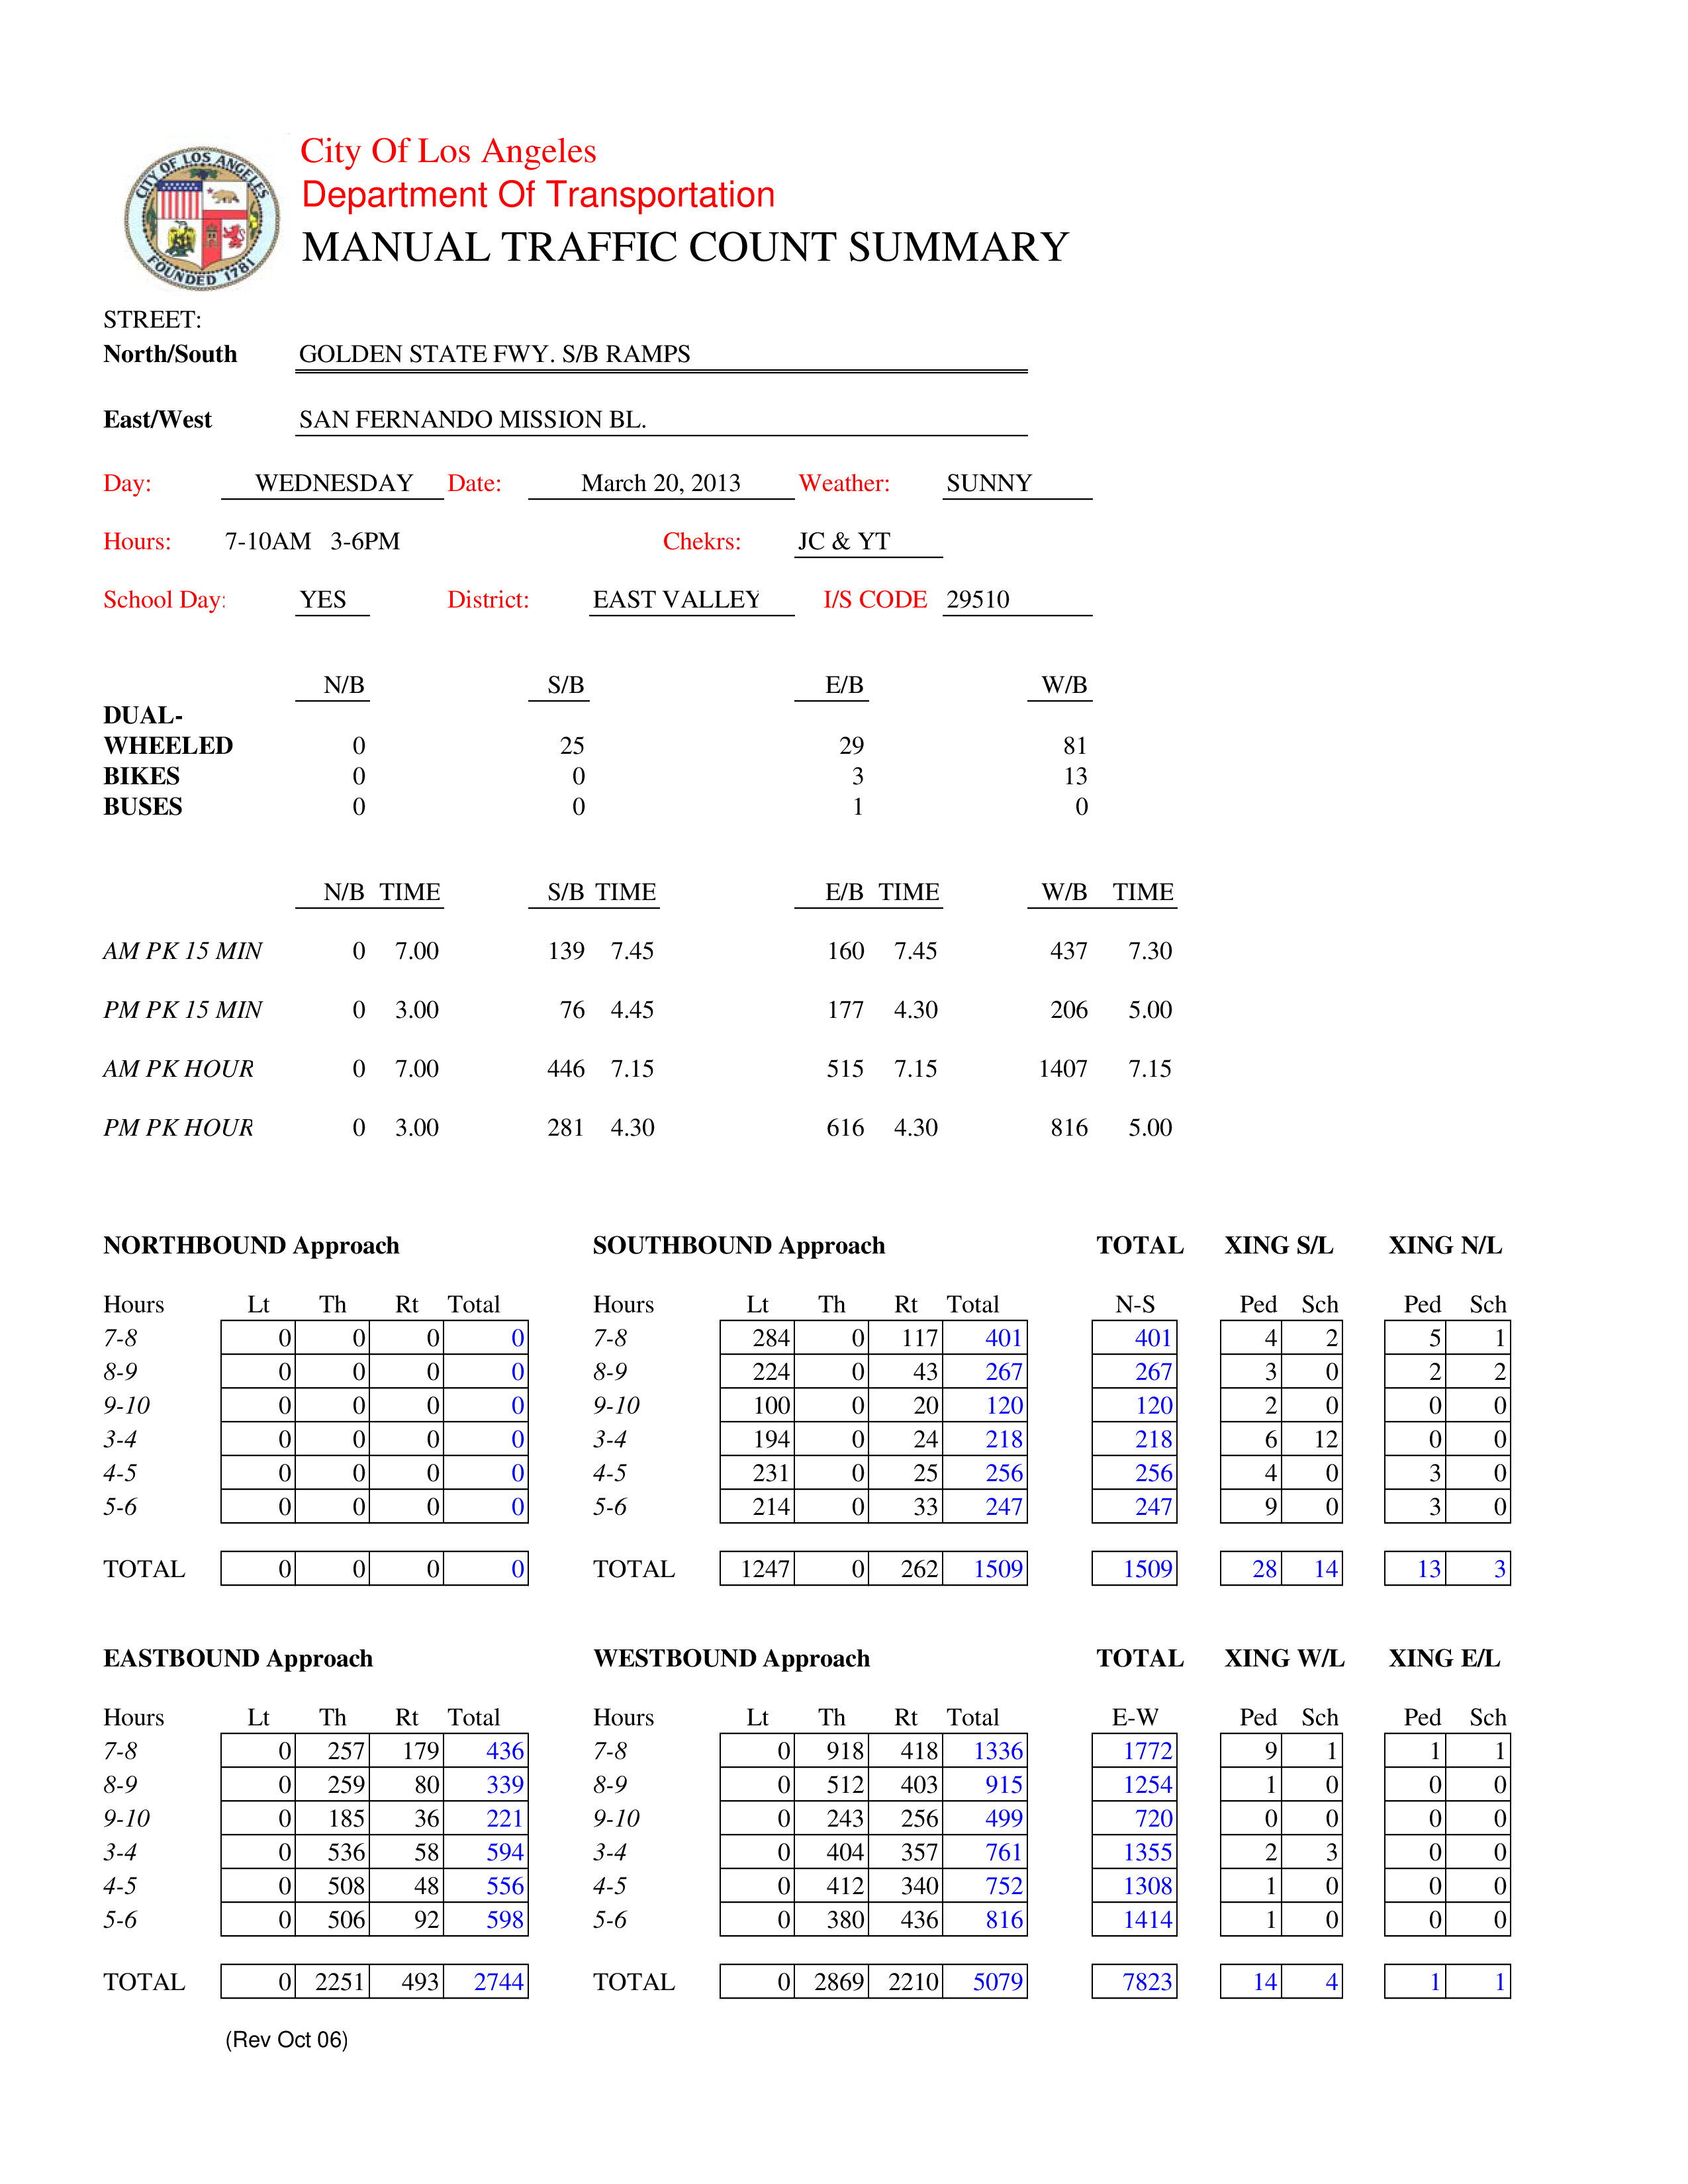 CITY OF LOS ANGELES
FOUNDED 1781
City Of Los Angeles
Department Of Transportation
MANUAL TRAFFIC COUNT SUMMARY
STREET:
North/South GOLDEN STATE FWY. S/B RAMPS
East/West SAN FERNANDO MISSION BL.
Day: WEDNESDAY Date: March 20, 2013 Weather: SUNNY
Hours: 7-10AM 3-6PM Chekrs: JC & YT
School Day: YES District: EAST VALLEY I/S CODE 29510
N/B S/B E/B W/B
DUAL-
WHEELED 0 25 29 81
BIKES 0 0 3 13
BUSES 0 0 1 0
N/B TIME S/B TIME E/B TIME W/B TIME
AM PK 15 MIN 0 7.00 139 7.45 160 7.45 437 7.30
PM PK 15 MIN 0 3.00 76 4.45 177 4.30 206 5.00
AM PK HOUR 0 7.00 446 7.15 515 7.15 1407 7.15
PM PK HOUR 0 3.00 281 4.30 616 4.30 816 5.00
NORTHBOUND Approach SOUTHBOUND Approach TOTAL XING S/L XING N/L
Hours Lt Th Rt Total Hours Lt Th Rt Total N-S Ped Sch Ped Sch
7-8 0 0 0 0 7-8 284 0 117 401 401 4 2 5 1
8-9 0 0 0 0 8-9 224 0 43 267 267 3 0 2 2
9-10 0 0 0 0 9-10 100 0 20 120 120 2 0 0 0
3-4 0 0 0 0 3-4 194 0 24 218 218 6 12 0 0
4-5 0 0 0 0 4-5 231 0 25 256 256 4 0 3 0
5-6 0 0 0 0 5-6 214 0 33 247 247 9 0 3 0
TOTAL 0 0 0 0 TOTAL 1247 0 262 1509 1509 28 14 13 3
EASTBOUND Approach WESTBOUND Approach TOTAL XING W/L XING E/L
Hours Lt Th Rt Total Hours Lt Th Rt Total E-W Ped Sch Ped Sch
7-8 0 257 179 436 7-8 0 918 418 1336 1772 9 1 1 1
8-9 0 259 80 339 8-9 0 512 403 915 1254 1 0 0 0
9-10 0 185 36 221 9-10 0 243 256 499 720 0 0 0 0
3-4 0 536 58 594 3-4 0 404 357 761 1355 2 3 0 0
4-5 0 508 48 556 4-5 0 412 340 752 1308 1 0 0 0
5-6 0 506 92 598 5-6 0 380 436 816 1414 1 0 0 0
TOTAL 0 2251 493 2744 TOTAL 0 2869 2210 5079 7823 14 4 1 1
(Rev Oct 06)